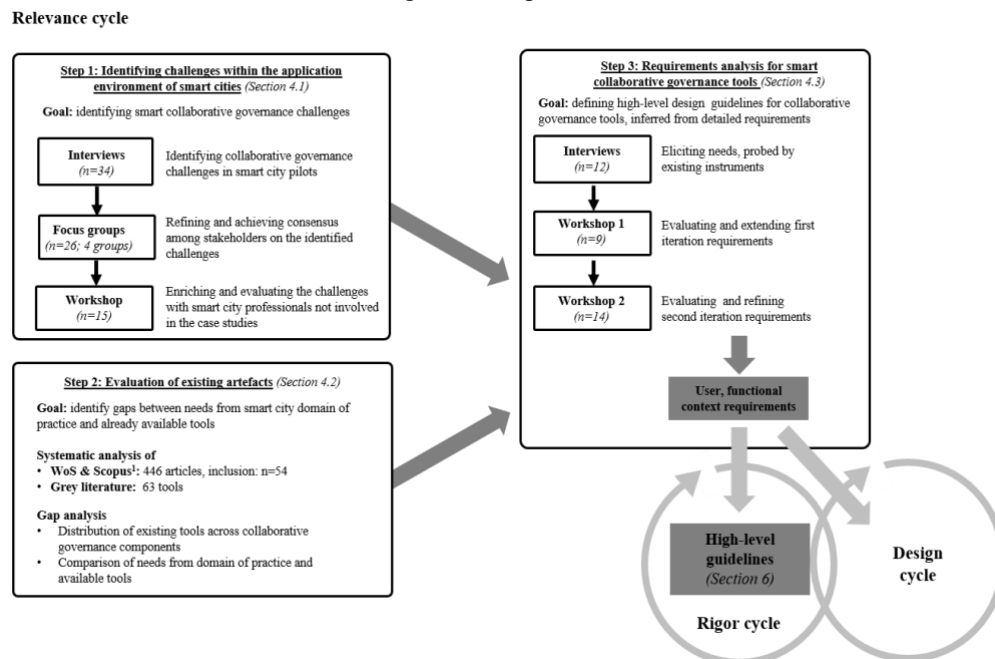 Relevance cycle
Step 1: Identifying challenges within the application
environment of smart cities (Section 4.1)
Goal: identifying smart collaborative governance challenges
Interviews
(n=34)
Identifying collaborative governance
challenges in smart city pilots
Focus groups
(n=26; 4 groups)
Refining and achieving consensus
among stakeholders on the identified
challenges
Workshop
(n=15)
Enriching and evaluating the challenges
with smart city professionals not involved
in the case studies
Step 2: Evaluation of existing artefacts (Section 4.2)
Goal: identify gaps between needs from smart city domain of
practice and already available tools
Systematic analysis of
• WoS & Scopus¹: 446 articles, inclusion: n=54
• Grey literature: 63 tools
Gap analysis
• Distribution of existing tools across collaborative
governance components
• Comparison of needs from domain of practice and
available tools
Step 3: Requirements analysis for smart
collaborative governance tools (Section 4.3)
Goal: defining high-level design guidelines for collaborative
governance tools, inferred from detailed requirements
Interviews
(n=12)
Eliciting needs, probed by
existing instruments
Workshop 1
(n=9)
Evaluating and extending first
iteration requirements
Workshop 2
(n=14)
Evaluating and refining
second iteration requirements
User, functional
context requirements
High-level
guidelines
(Section 6)
Rigor cycle
Design
cycle